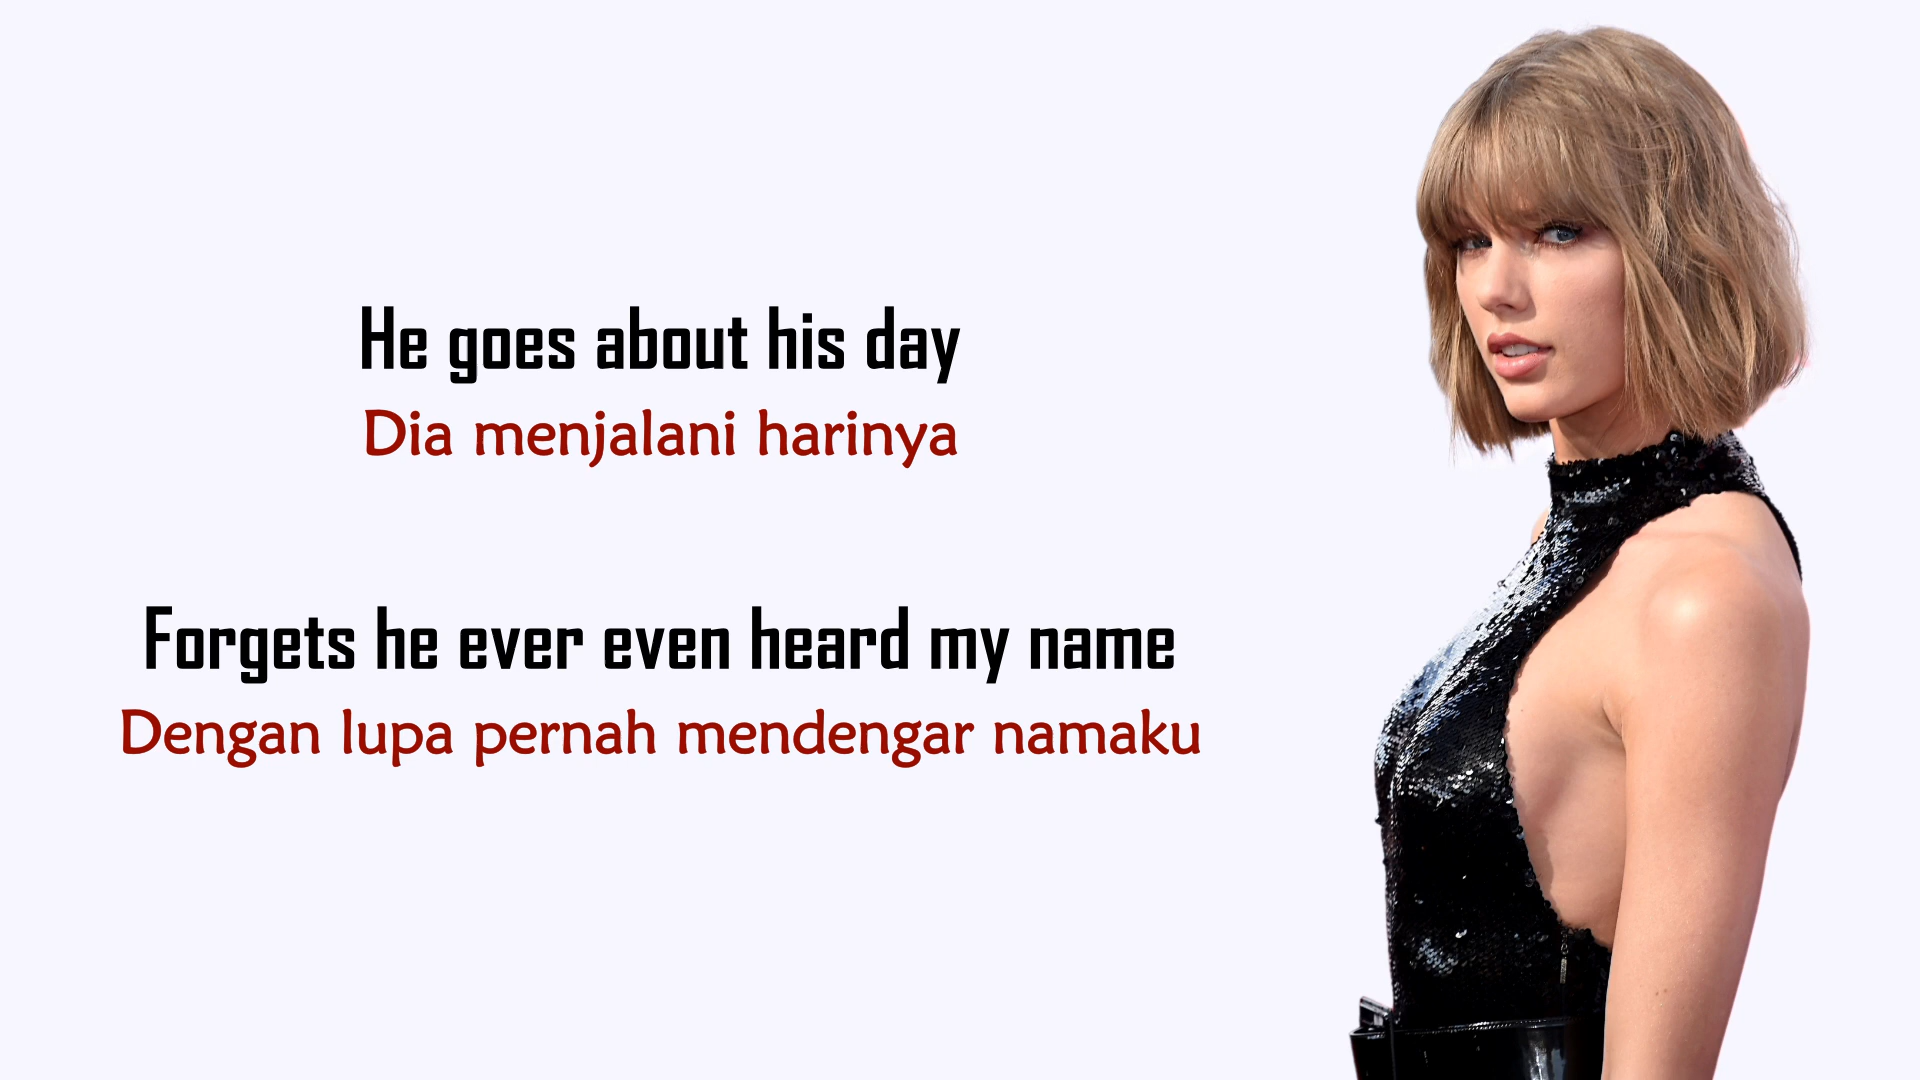 He goes about his day
Dia menjalani harinya
Forgets he ever even heard my name
Dengan lupa pernah mendengar namaku